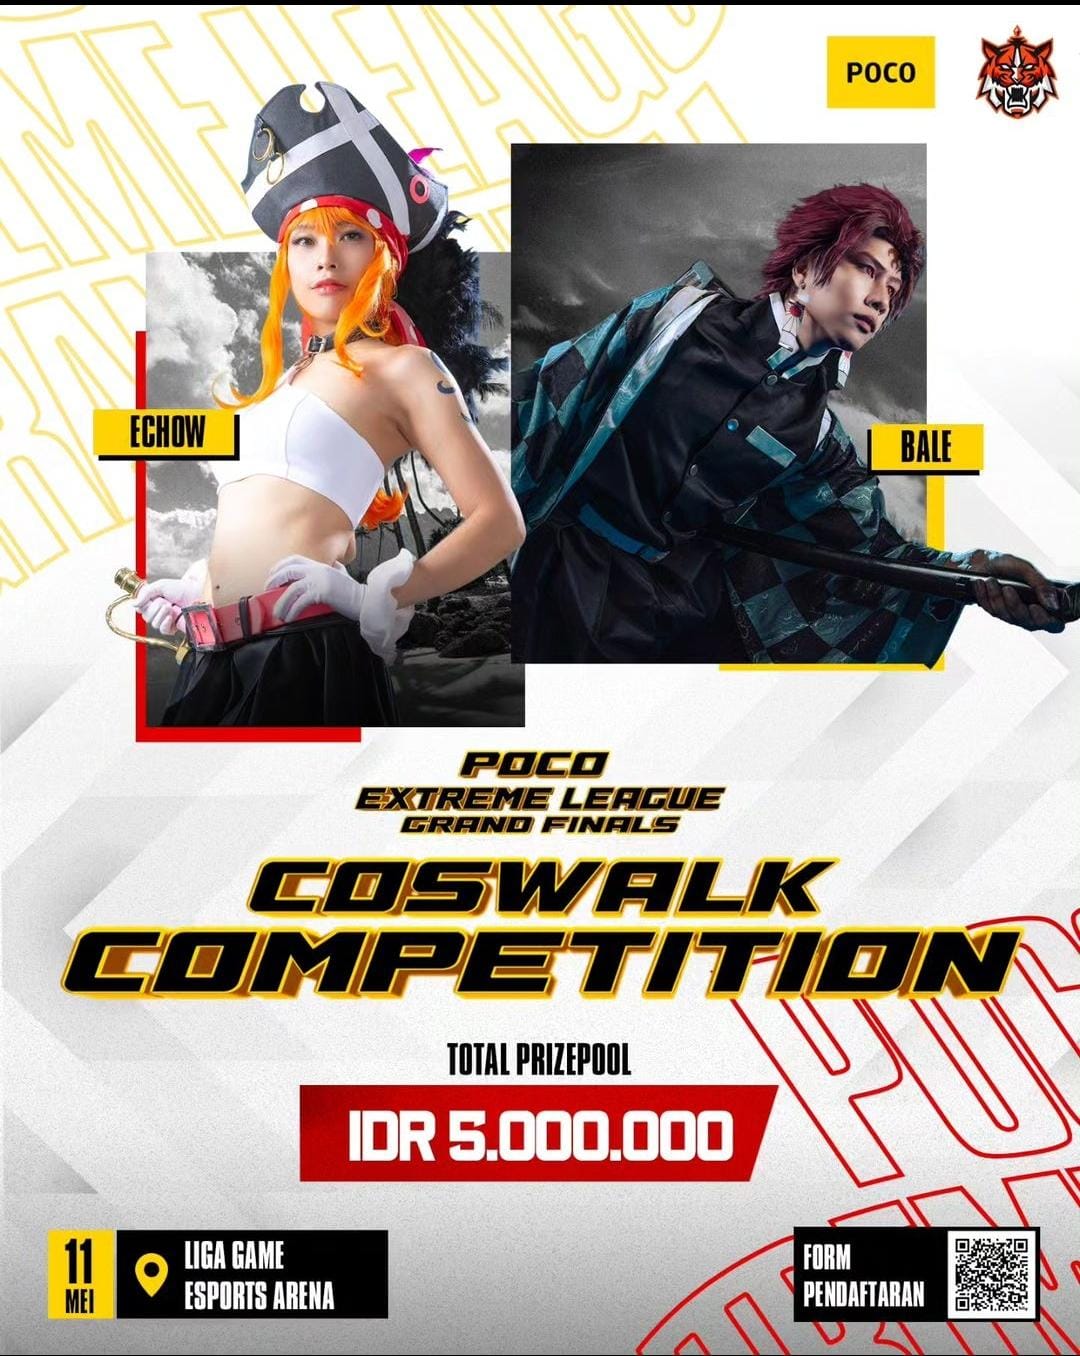 POCO
ECHOW
BALE
POCO
EXTREME LEAGUE
GRAND FINALS
COSWALK
COMPETITION
TOTAL PRIZEPOOL
IDR 5.000.000
11
MEI
LIGA GAME
ESPORTS ARENA
FORM
PENDAFTARAN